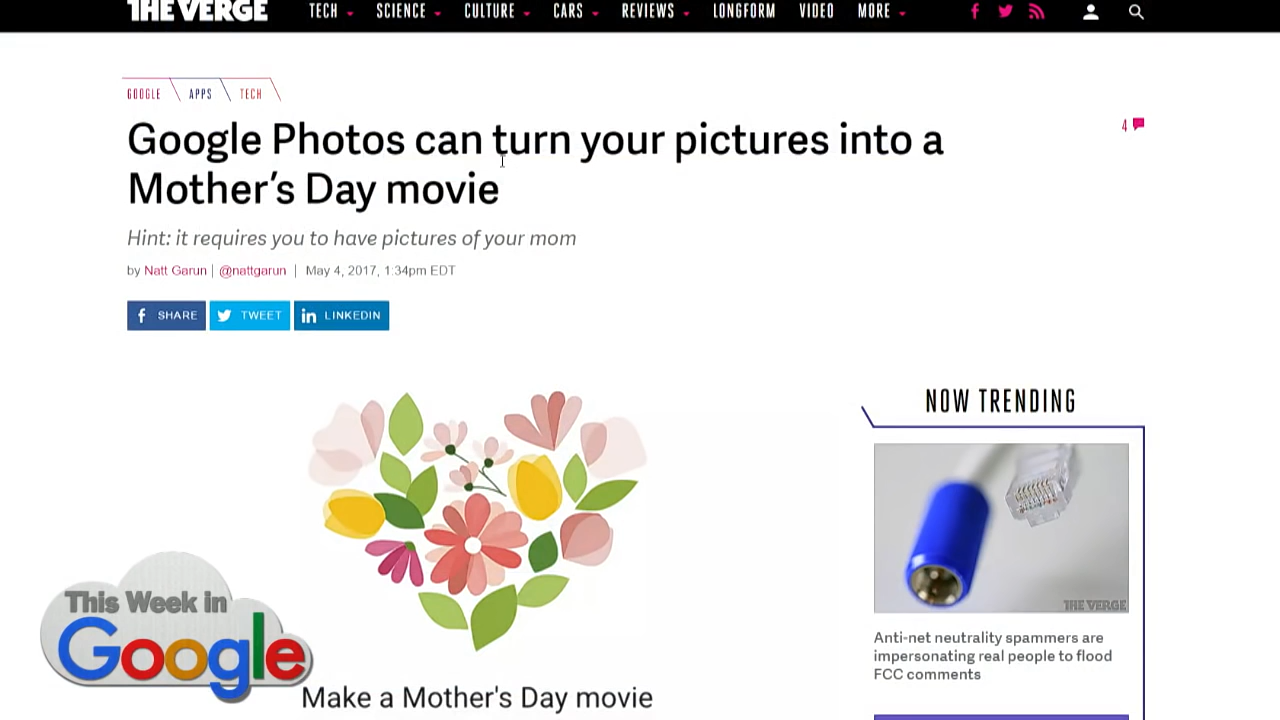 THE VERGE
TECH SCIENCE CULTURE CARS REVIEWS LONGFORM VIDEO MORE
GOOGLE APPS TECH
Google Photos can turn your pictures into a
Mother's Day movie
4
Hint: it requires you to have pictures of your mom
by Natt Garun | @nattgarun | May 4, 2017, 1:34pm EDT
SHARE TWEET LINKEDIN
NOW TRENDING
THE VERGE
Anti-net neutrality spammers are
impersonating real people to flood
FCC comments
This Week in
Google
Make a Mother's Day movie